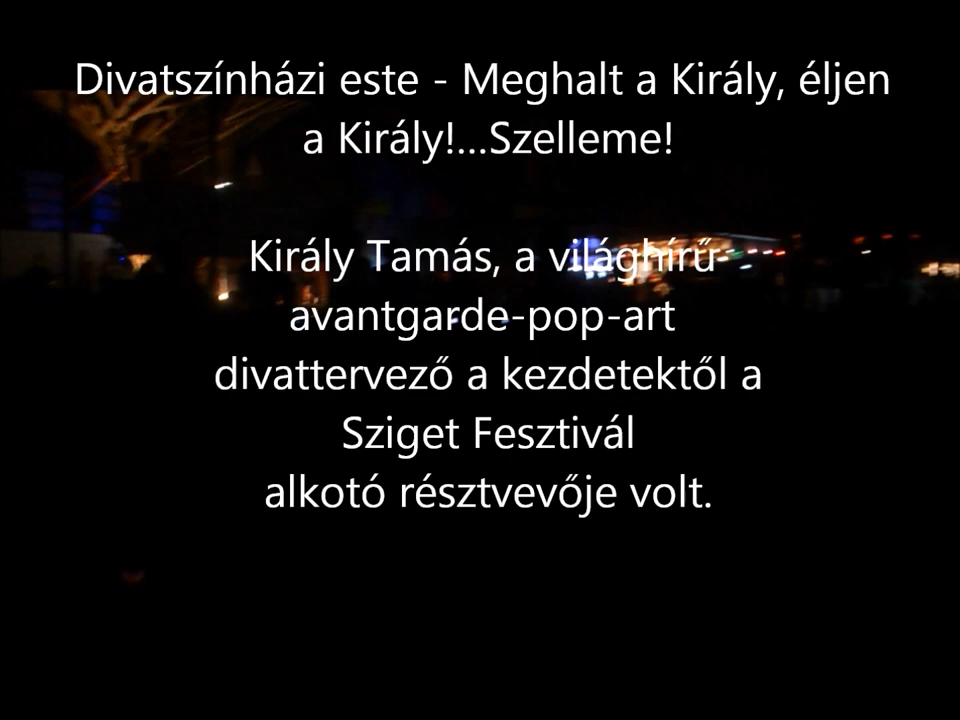 Divatszínházi este - Meghalt a Király, éljen
a Király!...Szelleme!
Király Tamás, a világhírű
avantgarde-pop-art
divattervező a kezdetektől a
Sziget Fesztivál
alkotó résztvevője volt.